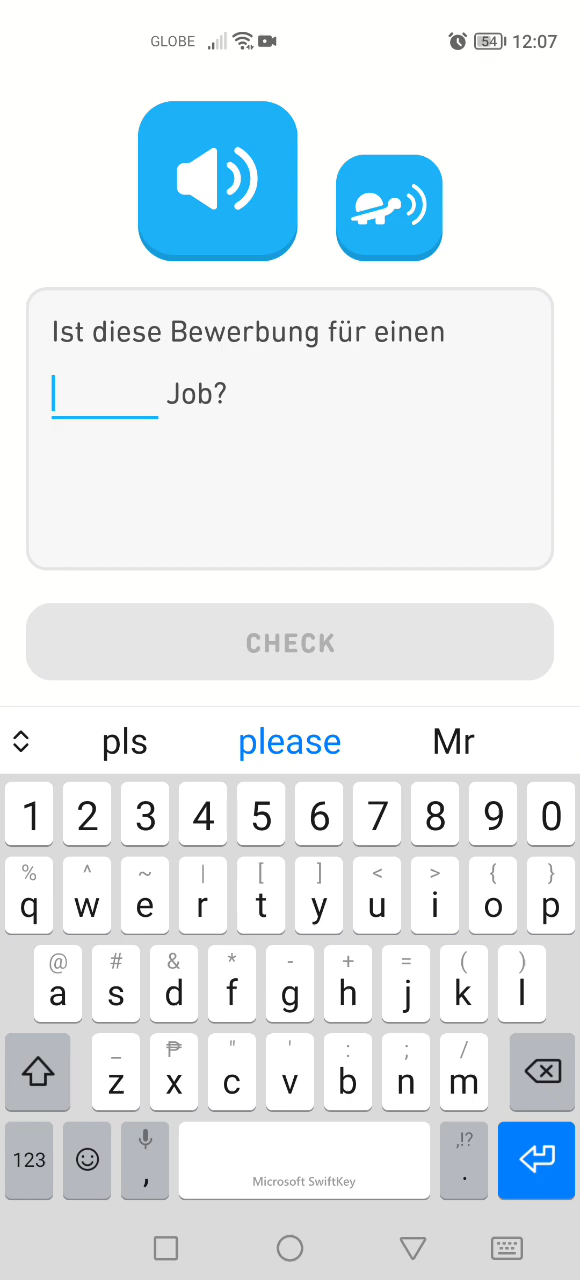 GLOBE 54 12:07
Ist diese Bewerbung für einen
Job?
CHECK
pls please Mr
1 2 3 4 5 6 7 8 9 0
% ^ ~ | [ ] < > { }
q w e r t y u i o p
@ # & * - + = ( )
a s d f g h j k l
_ ₱ " ' : ; /
z x c v b n m
,!?
123 , Microsoft SwiftKey .